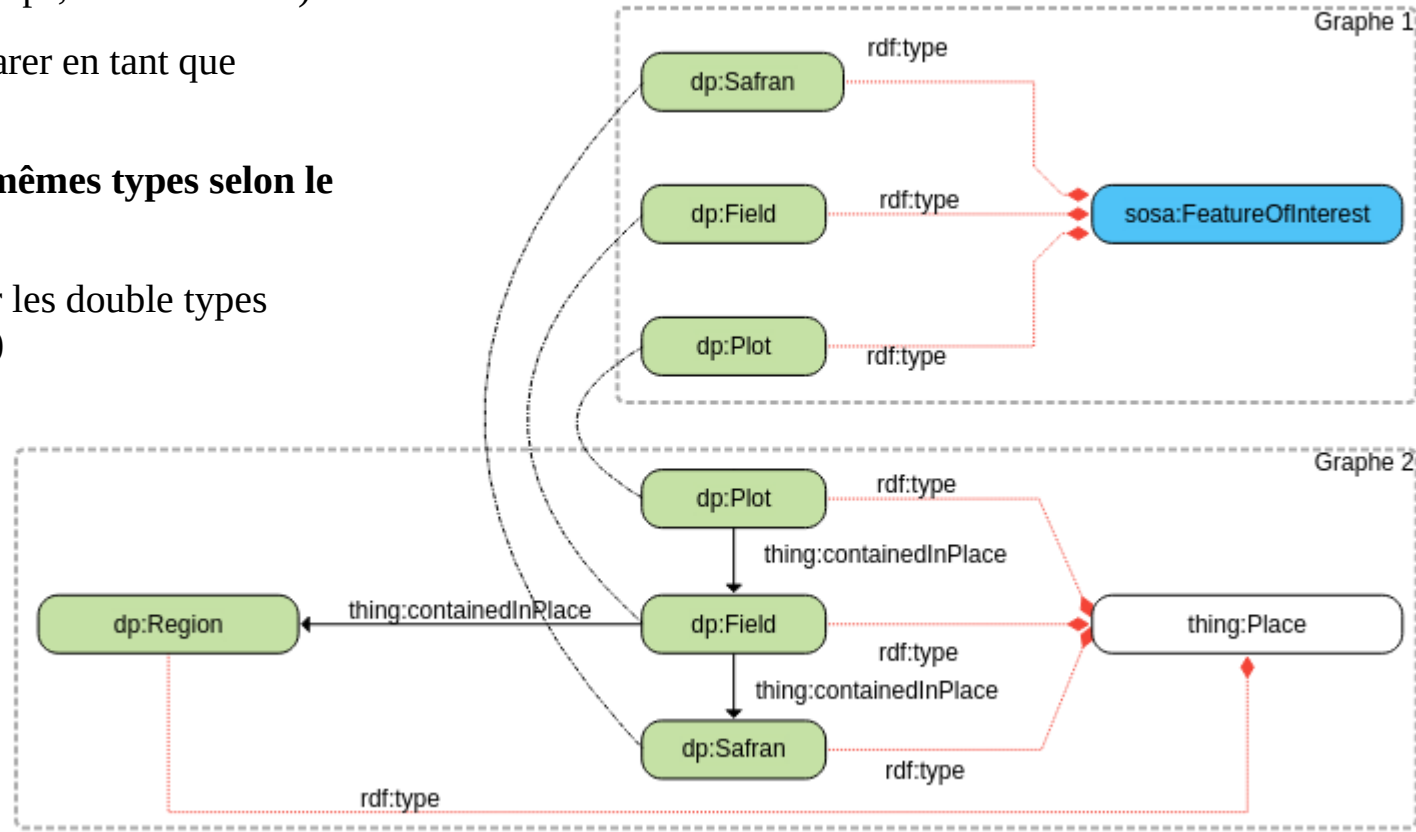 arer en tant que
mêmes types selon le
les double types
)
Graphe 1
rdf:type
dp:Safran
rdf:type
dp:Field
sosa:FeatureOfInterest
dp:Plot
rdf:type
Graphe 2
rdf:type
dp:Plot
thing:containedInPlace
thing:containedInPlace
dp:Region
dp:Field
thing:Place
rdf:type
thing:containedInPlace
dp:Safran
rdf:type
rdf:type